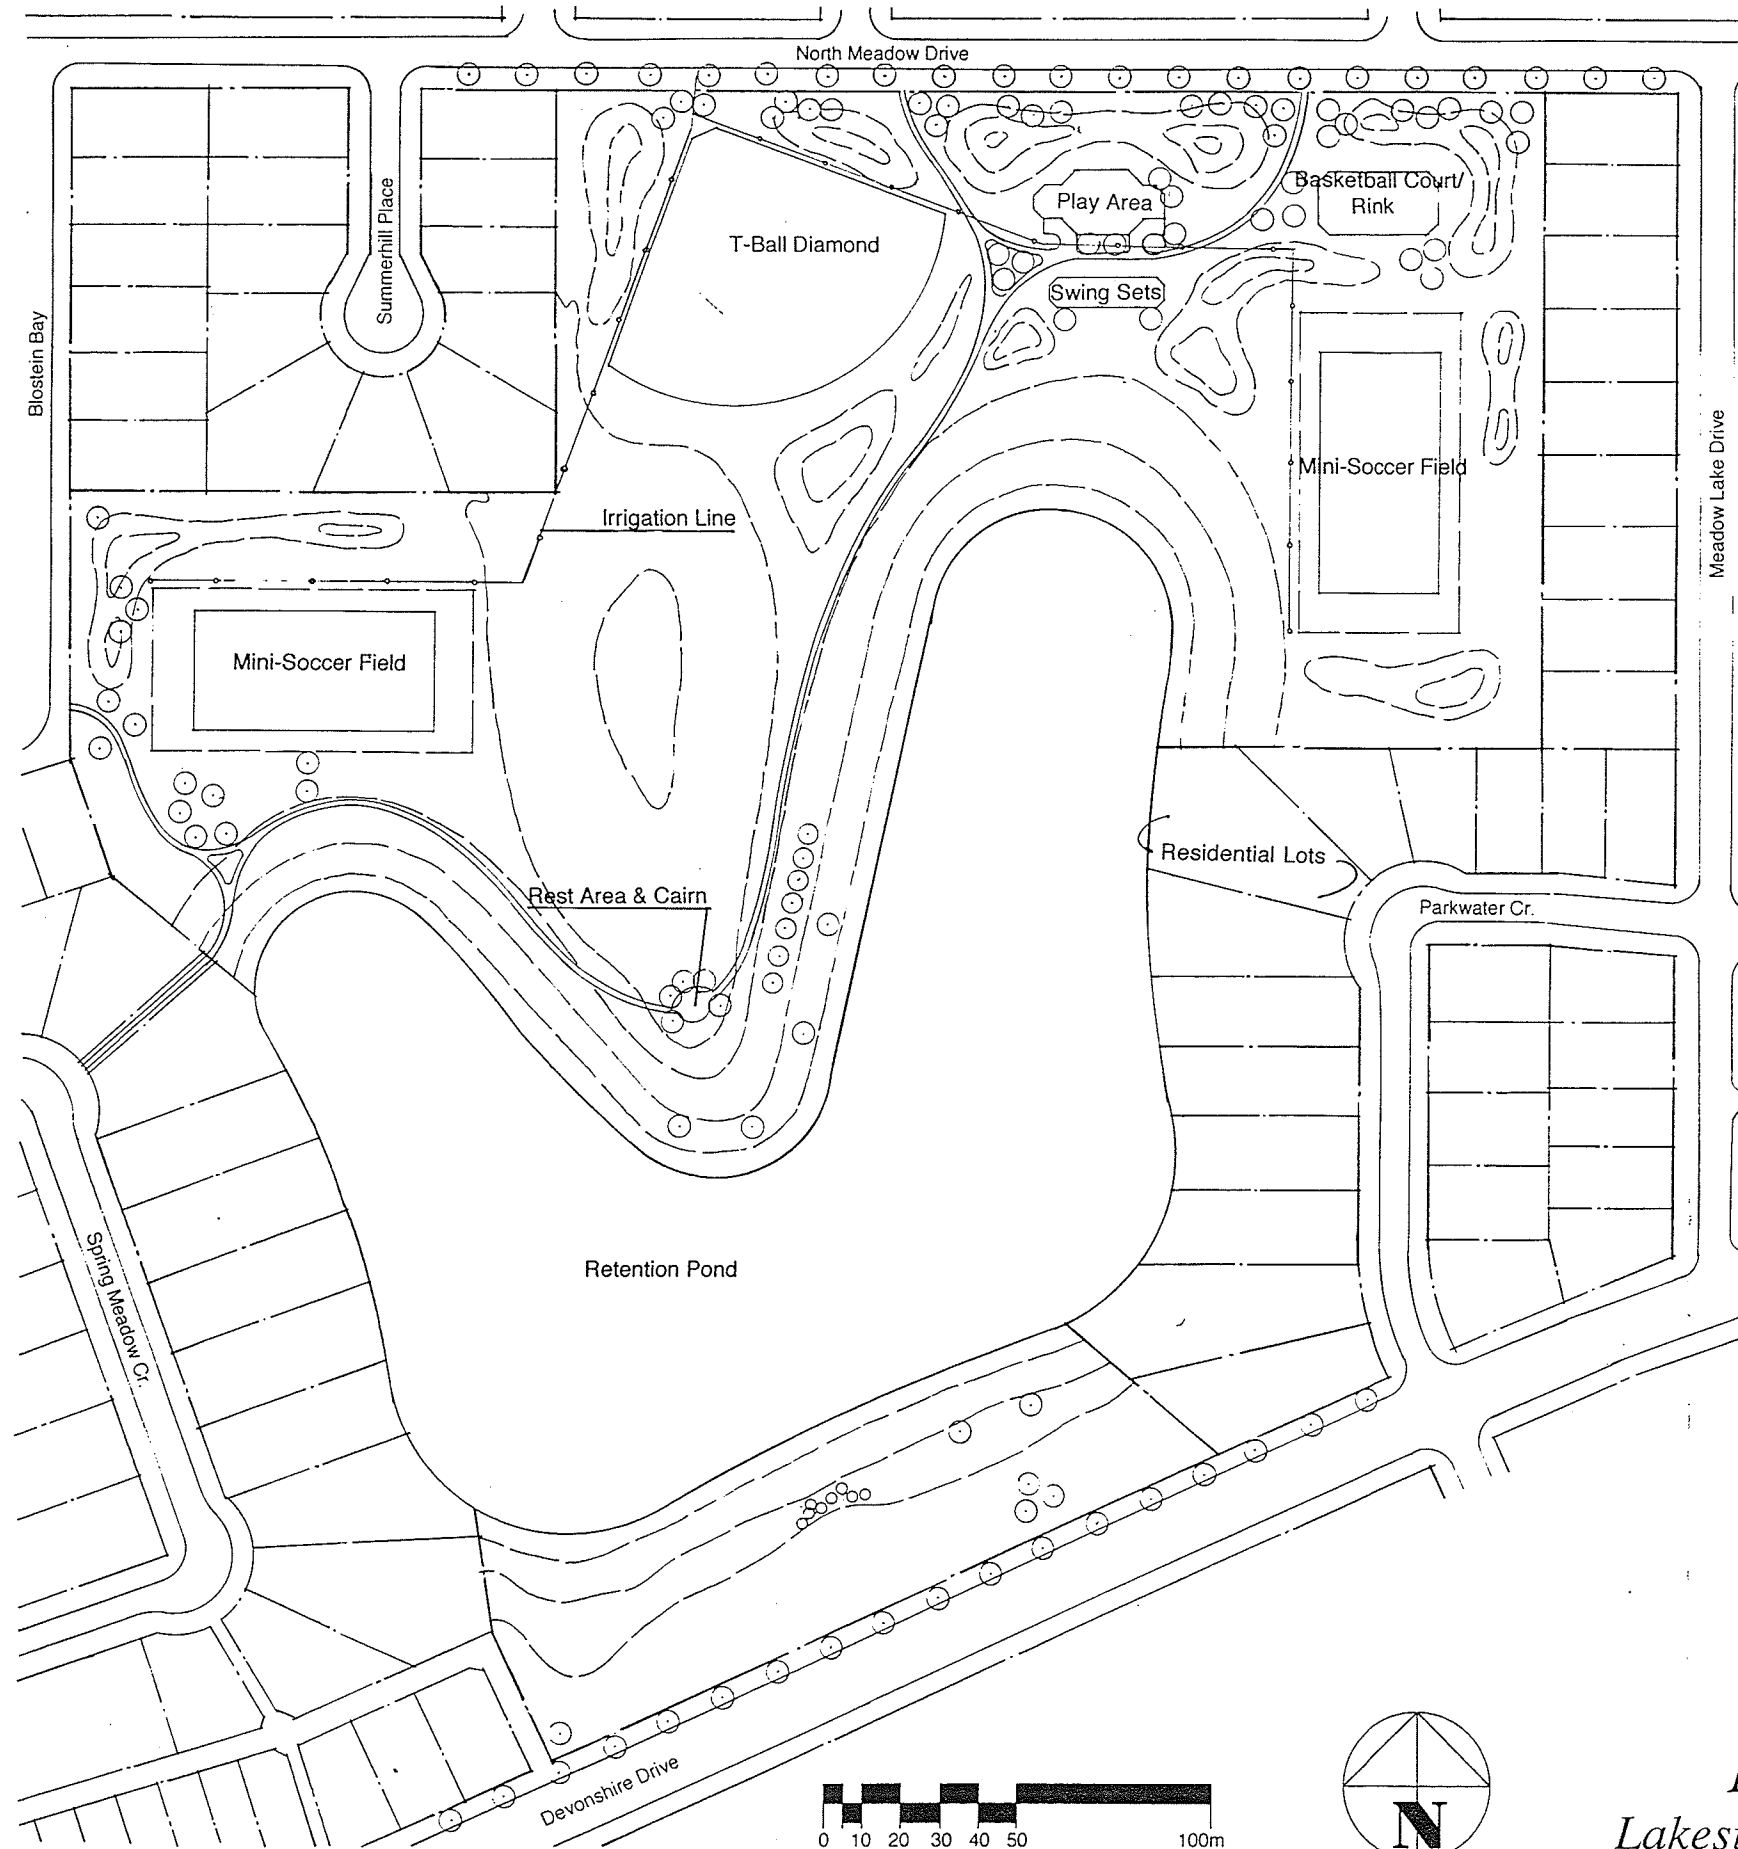 North Meadow Drive
Summerhill Place
Blostein Bay
T-Ball Diamond
Play Area
Basketball Court/
Rink
Swing Sets
Mini-Soccer Field
Meadow Lake Drive
Irrigation Line
Mini-Soccer Field
Rest Area & Cairn
Residential Lots
Parkwater Cr.
Spring Meadow Cr.
Retention Pond
Devonshire Drive
0 10 20 30 40 50 100m
N